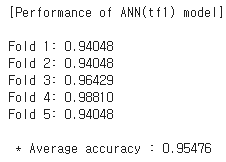 [Performance of ANN(tf1) model]
Fold 1: 0.94048
Fold 2: 0.94048
Fold 3: 0.96429
Fold 4: 0.98810
Fold 5: 0.94048
* Average accuracy : 0.95476